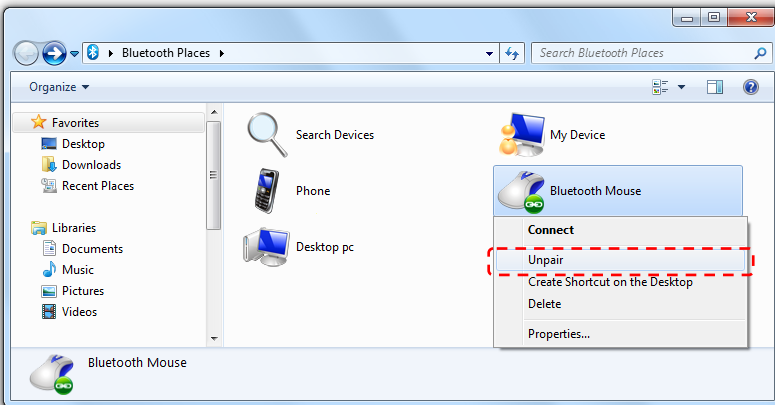 Bluetooth Places
Search Bluetooth Places
Organize
Favorites
Desktop
Downloads
Recent Places
Libraries
Documents
Music
Pictures
Videos
Search Devices
My Device
Phone
Bluetooth Mouse
Desktop pc
Connect
Unpair
Create Shortcut on the Desktop
Delete
Properties...
Bluetooth Mouse